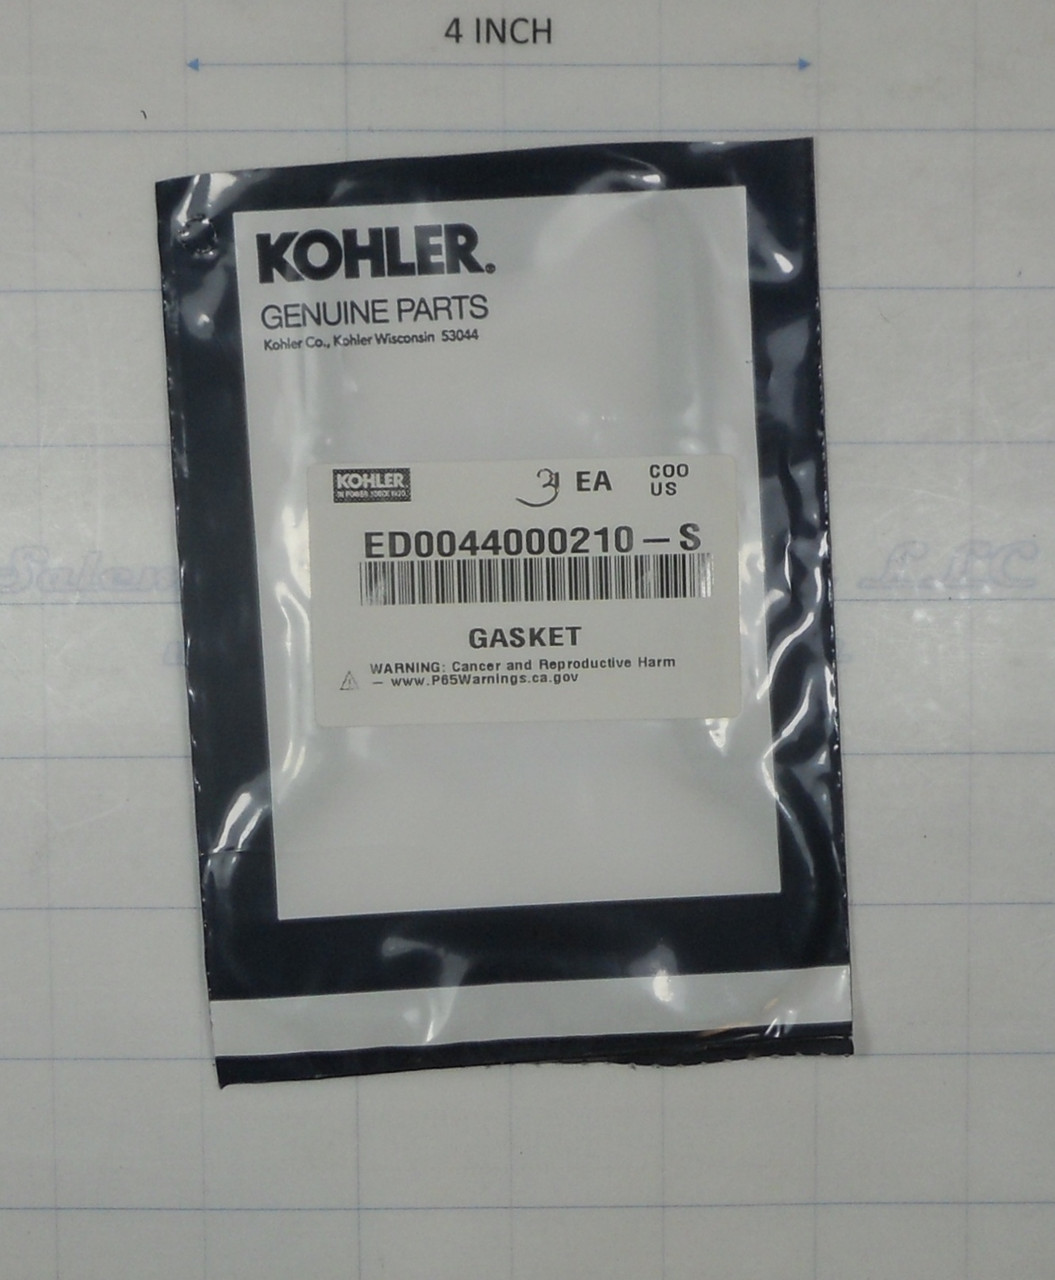 4 INCH
KOHLER®
GENUINE PARTS
Kohler Co., Kohler Wisconsin 53044
KOHLER
EA
COO
US
ED0044000210-S
GASKET
WARNING: Cancer and Reproductive Harm
- www.P65Warnings.ca.gov